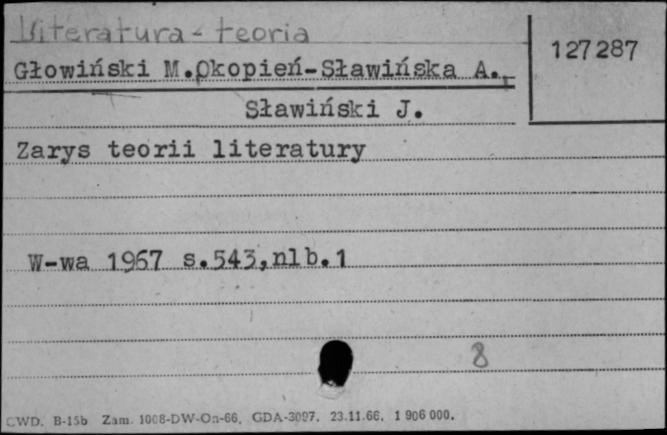 Literatura - teoria
127287
Głowiński M.Okopień-Sławińska A.,
Sławiński J.
Zarys teorii literatury
W-wa 1967 s.543,nlb.1
8
CWD. B-15b Zam. 1008-DW-Oa-66. GDA-3097. 23.11.66. 1 906 000.